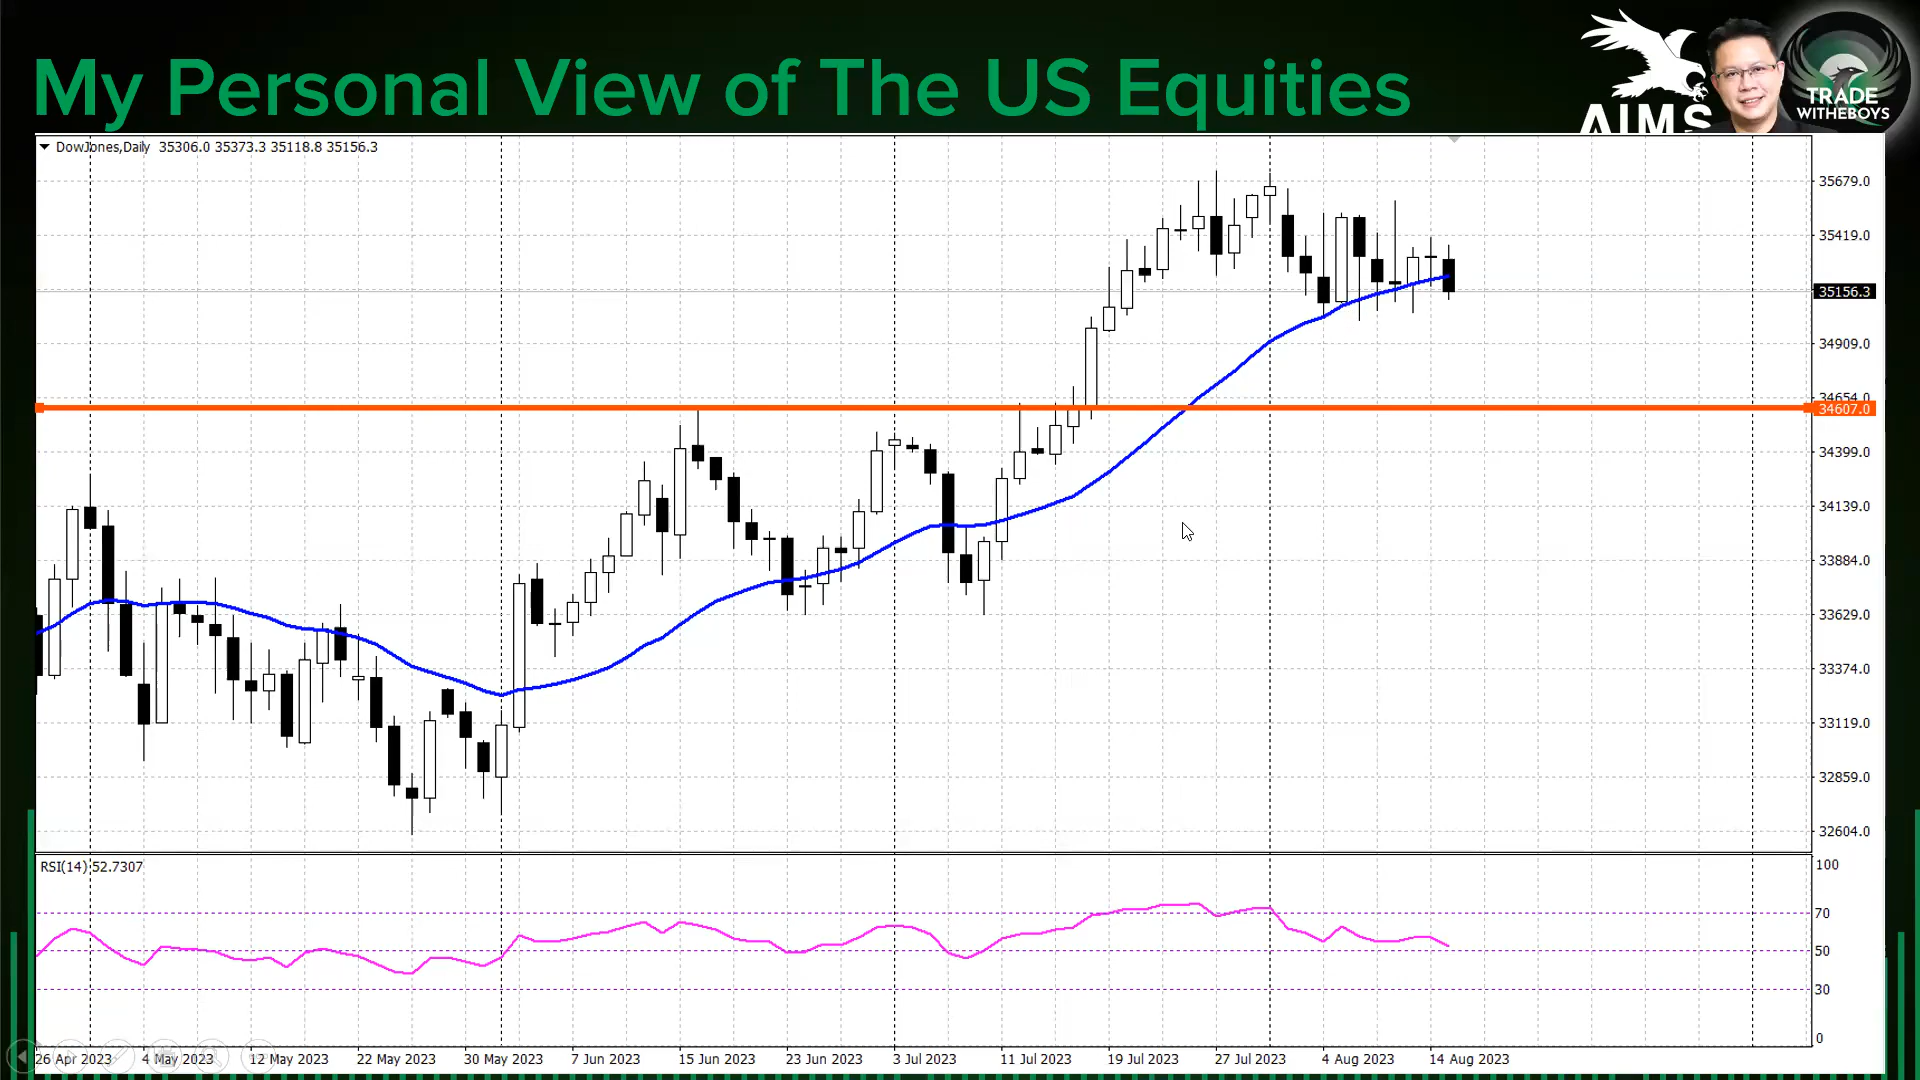 My Personal View of The US Equities
AIMS
TRADE
WITHEBOYS
DowJones,Daily 35306.0 35373.3 35118.8 35156.3
35679.0
35419.0
35156.3
34909.0
34654.0
34607.0
34399.0
34139.0
33884.0
33629.0
33374.0
33119.0
32859.0
32604.0
RSI(14) 52.7307
100
70
50
30
0
26 Apr 2023 4 May 2023 12 May 2023 22 May 2023 30 May 2023 7 Jun 2023 15 Jun 2023 23 Jun 2023 3 Jul 2023 11 Jul 2023 19 Jul 2023 27 Jul 2023 4 Aug 2023 14 Aug 2023